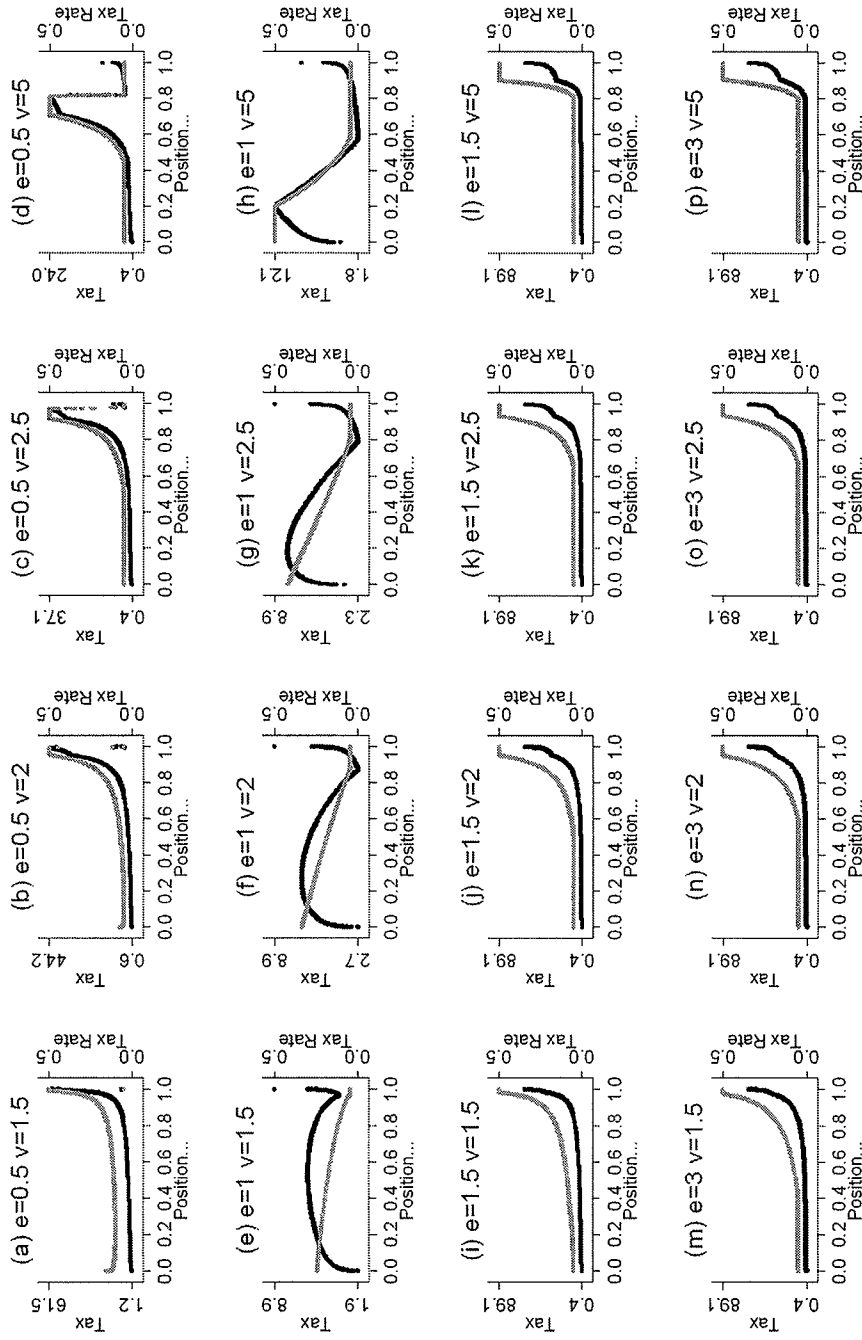 (a) e=0.5 v=1.5
Tax
61.5
1.2
0.5
0.0
Tax Rate
0.0 0.2 0.4 0.6 0.8 1.0
Position...
(b) e=0.5 v=2
Tax
44.2
0.6
0.5
0.0
Tax Rate
0.0 0.2 0.4 0.6 0.8 1.0
Position...
(c) e=0.5 v=2.5
Tax
37.1
0.4
0.5
0.0
Tax Rate
0.0 0.2 0.4 0.6 0.8 1.0
Position...
(d) e=0.5 v=5
Tax
24.0
0.4
0.5
0.0
Tax Rate
0.0 0.2 0.4 0.6 0.8 1.0
Position...
(e) e=1 v=1.5
Tax
8.9
1.9
0.5
0.0
Tax Rate
0.0 0.2 0.4 0.6 0.8 1.0
Position...
(f) e=1 v=2
Tax
8.9
2.7
0.5
0.0
Tax Rate
0.0 0.2 0.4 0.6 0.8 1.0
Position...
(g) e=1 v=2.5
Tax
8.9
2.3
0.5
0.0
Tax Rate
0.0 0.2 0.4 0.6 0.8 1.0
Position...
(h) e=1 v=5
Tax
12.1
1.8
0.5
0.0
Tax Rate
0.0 0.2 0.4 0.6 0.8 1.0
Position...
(i) e=1.5 v=1.5
Tax
89.1
0.4
0.5
0.0
Tax Rate
0.0 0.2 0.4 0.6 0.8 1.0
Position...
(j) e=1.5 v=2
Tax
89.1
0.4
0.5
0.0
Tax Rate
0.0 0.2 0.4 0.6 0.8 1.0
Position...
(k) e=1.5 v=2.5
Tax
89.1
0.4
0.5
0.0
Tax Rate
0.0 0.2 0.4 0.6 0.8 1.0
Position...
(l) e=1.5 v=5
Tax
89.1
0.4
0.5
0.0
Tax Rate
0.0 0.2 0.4 0.6 0.8 1.0
Position...
(m) e=3 v=1.5
Tax
89.1
0.4
0.5
0.0
Tax Rate
0.0 0.2 0.4 0.6 0.8 1.0
Position...
(n) e=3 v=2
Tax
89.1
0.4
0.5
0.0
Tax Rate
0.0 0.2 0.4 0.6 0.8 1.0
Position...
(o) e=3 v=2.5
Tax
89.1
0.4
0.5
0.0
Tax Rate
0.0 0.2 0.4 0.6 0.8 1.0
Position...
(p) e=3 v=5
Tax
89.1
0.4
0.5
0.0
Tax Rate
0.0 0.2 0.4 0.6 0.8 1.0
Position...